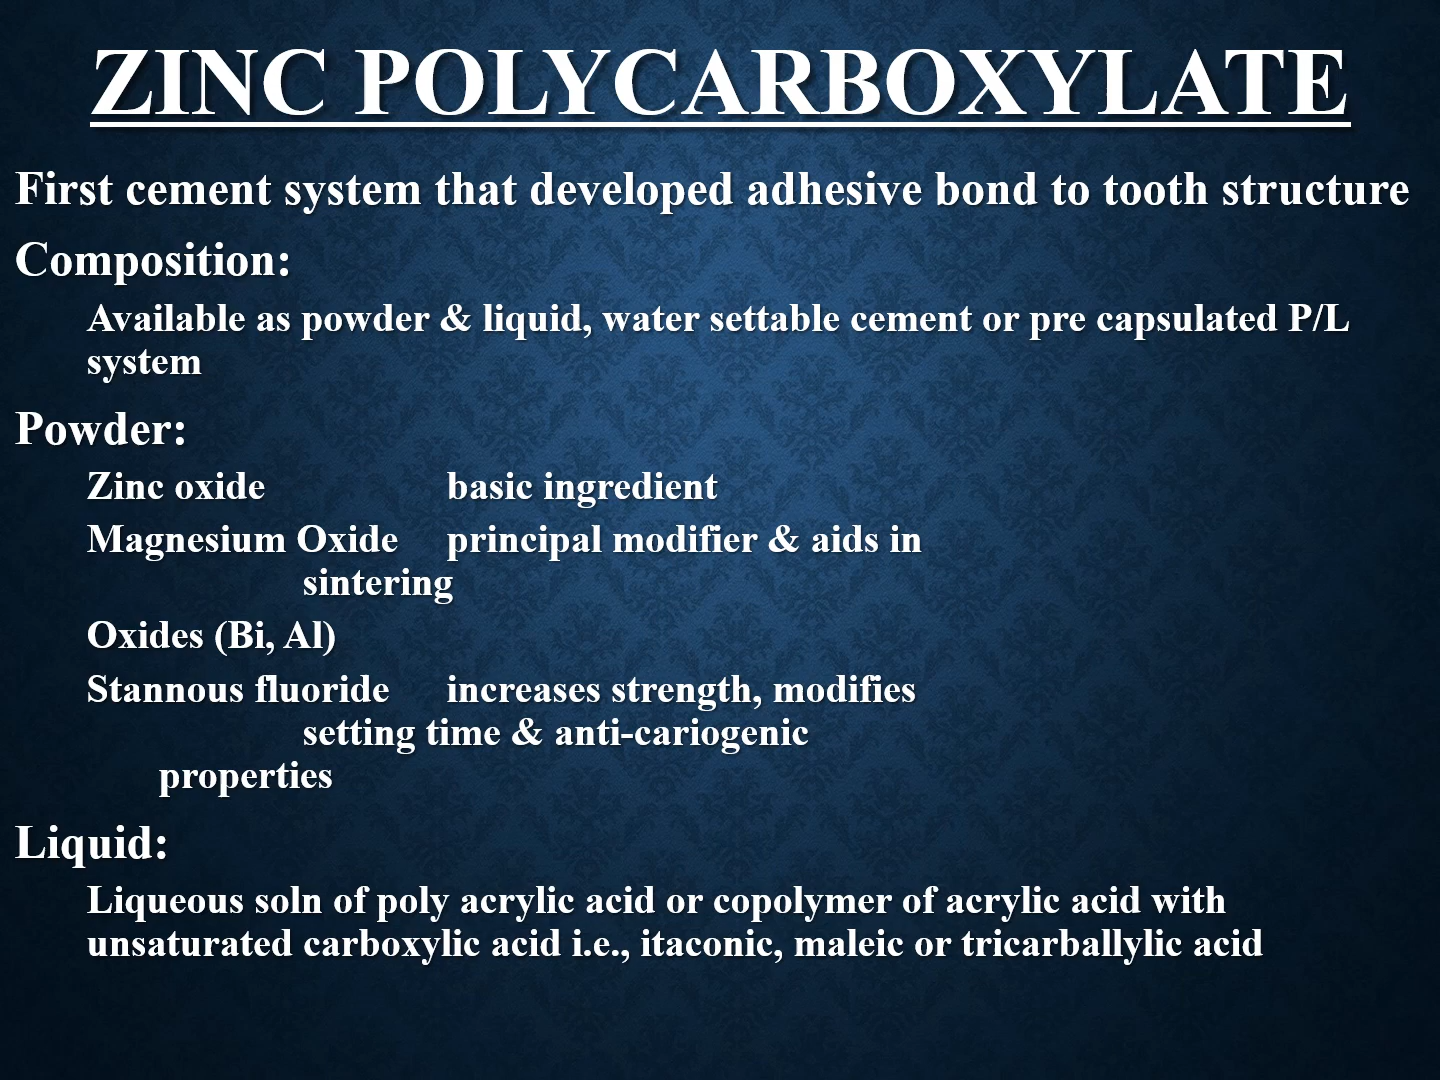 ZINC POLYCARBOXYLATE
First cement system that developed adhesive bond to tooth structure
Composition:
Available as powder & liquid, water settable cement or pre capsulated P/L
system
Powder:
Zinc oxide basic ingredient
Magnesium Oxide principal modifier & aids in
sintering
Oxides (Bi, Al)
Stannous fluoride increases strength, modifies
setting time & anti-cariogenic
properties
Liquid:
Liqueous soln of poly acrylic acid or copolymer of acrylic acid with
unsaturated carboxylic acid i.e., itaconic, maleic or tricarballylic acid